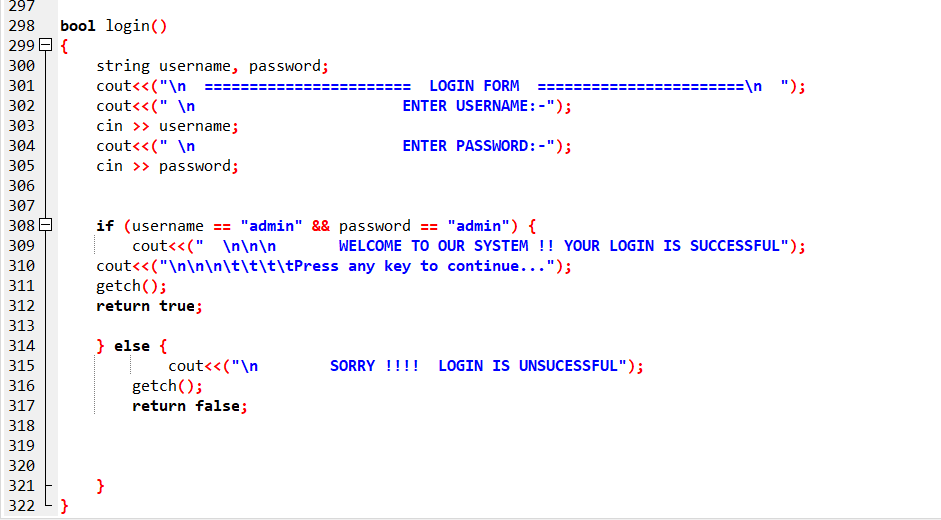 297
298 bool login()
299 {
300 string username, password;
301 cout<<("\n ======================= LOGIN FORM =======================\n ");
302 cout<<(" \n ENTER USERNAME:-");
303 cin >> username;
304 cout<<(" \n ENTER PASSWORD:-");
305 cin >> password;
306
307
308 if (username == "admin" && password == "admin") {
309 cout<<(" \n\n\n WELCOME TO OUR SYSTEM !! YOUR LOGIN IS SUCCESSFUL");
310 cout<<("\n\n\n\t\t\t\tPress any key to continue...");
311 getch();
312 return true;
313
314 } else {
315 cout<<("\n SORRY !!!! LOGIN IS UNSUCESSFUL");
316 getch();
317 return false;
318
319
320
321 }
322 }